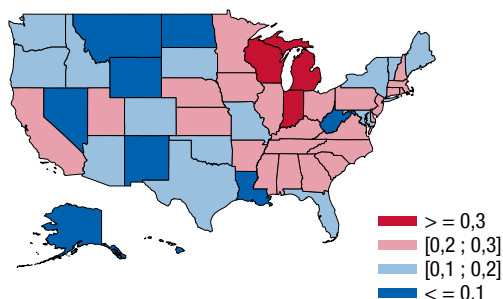 > = 0,3
[0,2 ; 0,3]
[0,1 ; 0,2]
< = 0,1